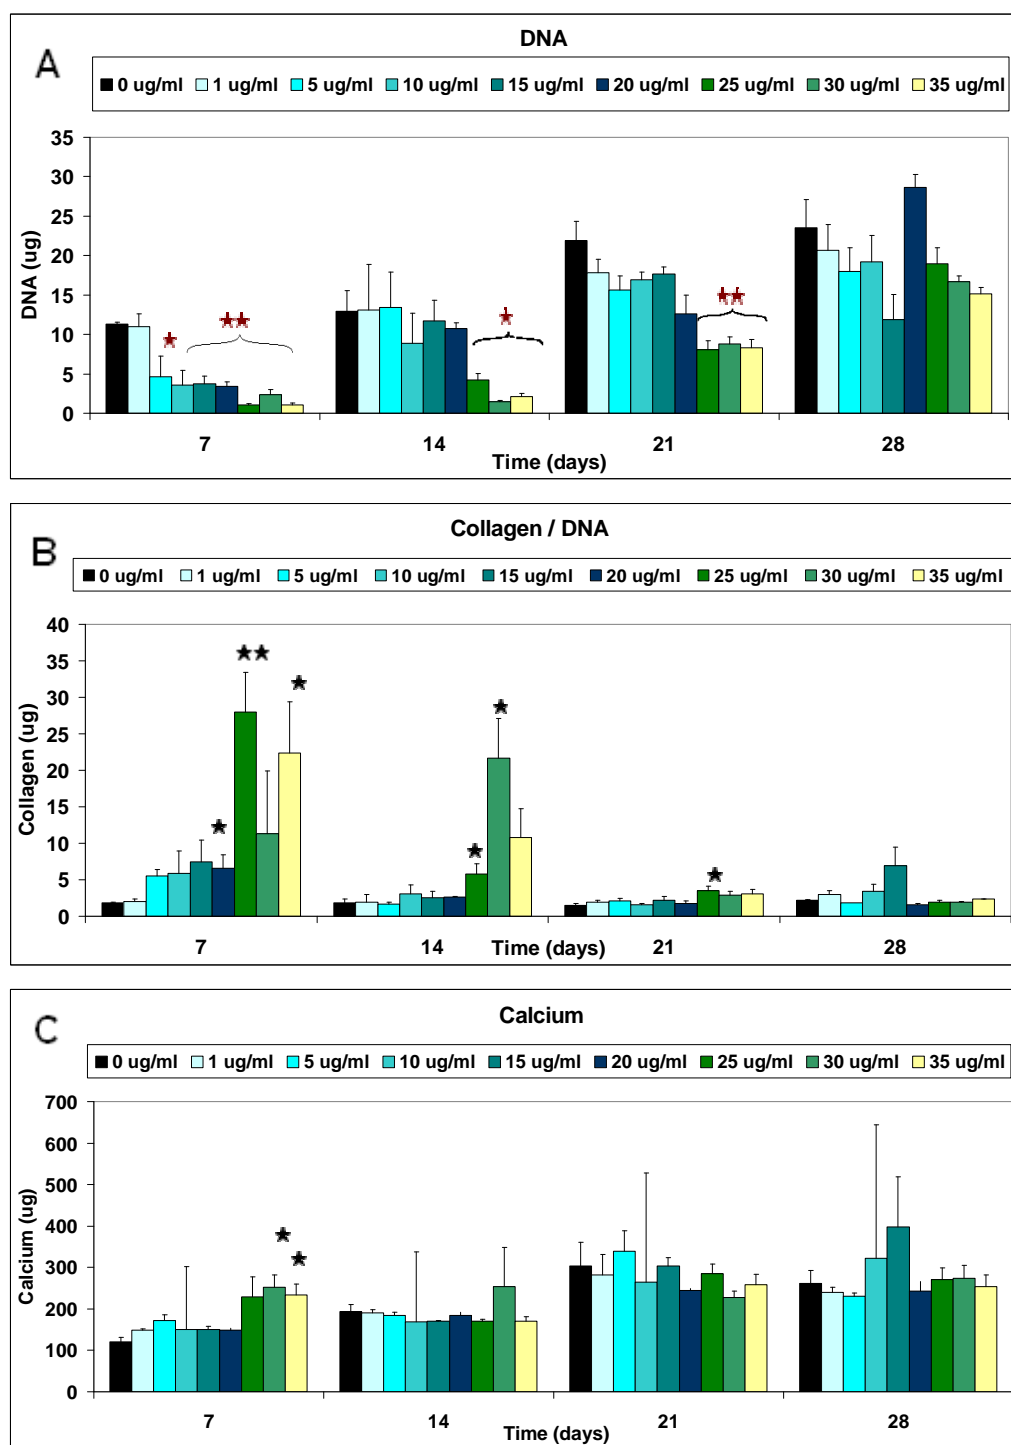 A
DNA
0 ug/ml 1 ug/ml 5 ug/ml 10 ug/ml 15 ug/ml 20 ug/ml 25 ug/ml 30 ug/ml 35 ug/ml
35
30
25
20
15
10
5
0
DNA (ug)
7 14 21 28
Time (days)
B
Collagen / DNA
0 ug/ml 1 ug/ml 5 ug/ml 10 ug/ml 15 ug/ml 20 ug/ml 25 ug/ml 30 ug/ml 35 ug/ml
40
35
30
25
20
15
10
5
0
Collagen (ug)
7 14 21 28
Time (days)
C
Calcium
0 ug/ml 1 ug/ml 5 ug/ml 10 ug/ml 15 ug/ml 20 ug/ml 25 ug/ml 30 ug/ml 35 ug/ml
700
600
500
400
300
200
100
0
Calcium (ug)
7 14 21 28
Time (days)